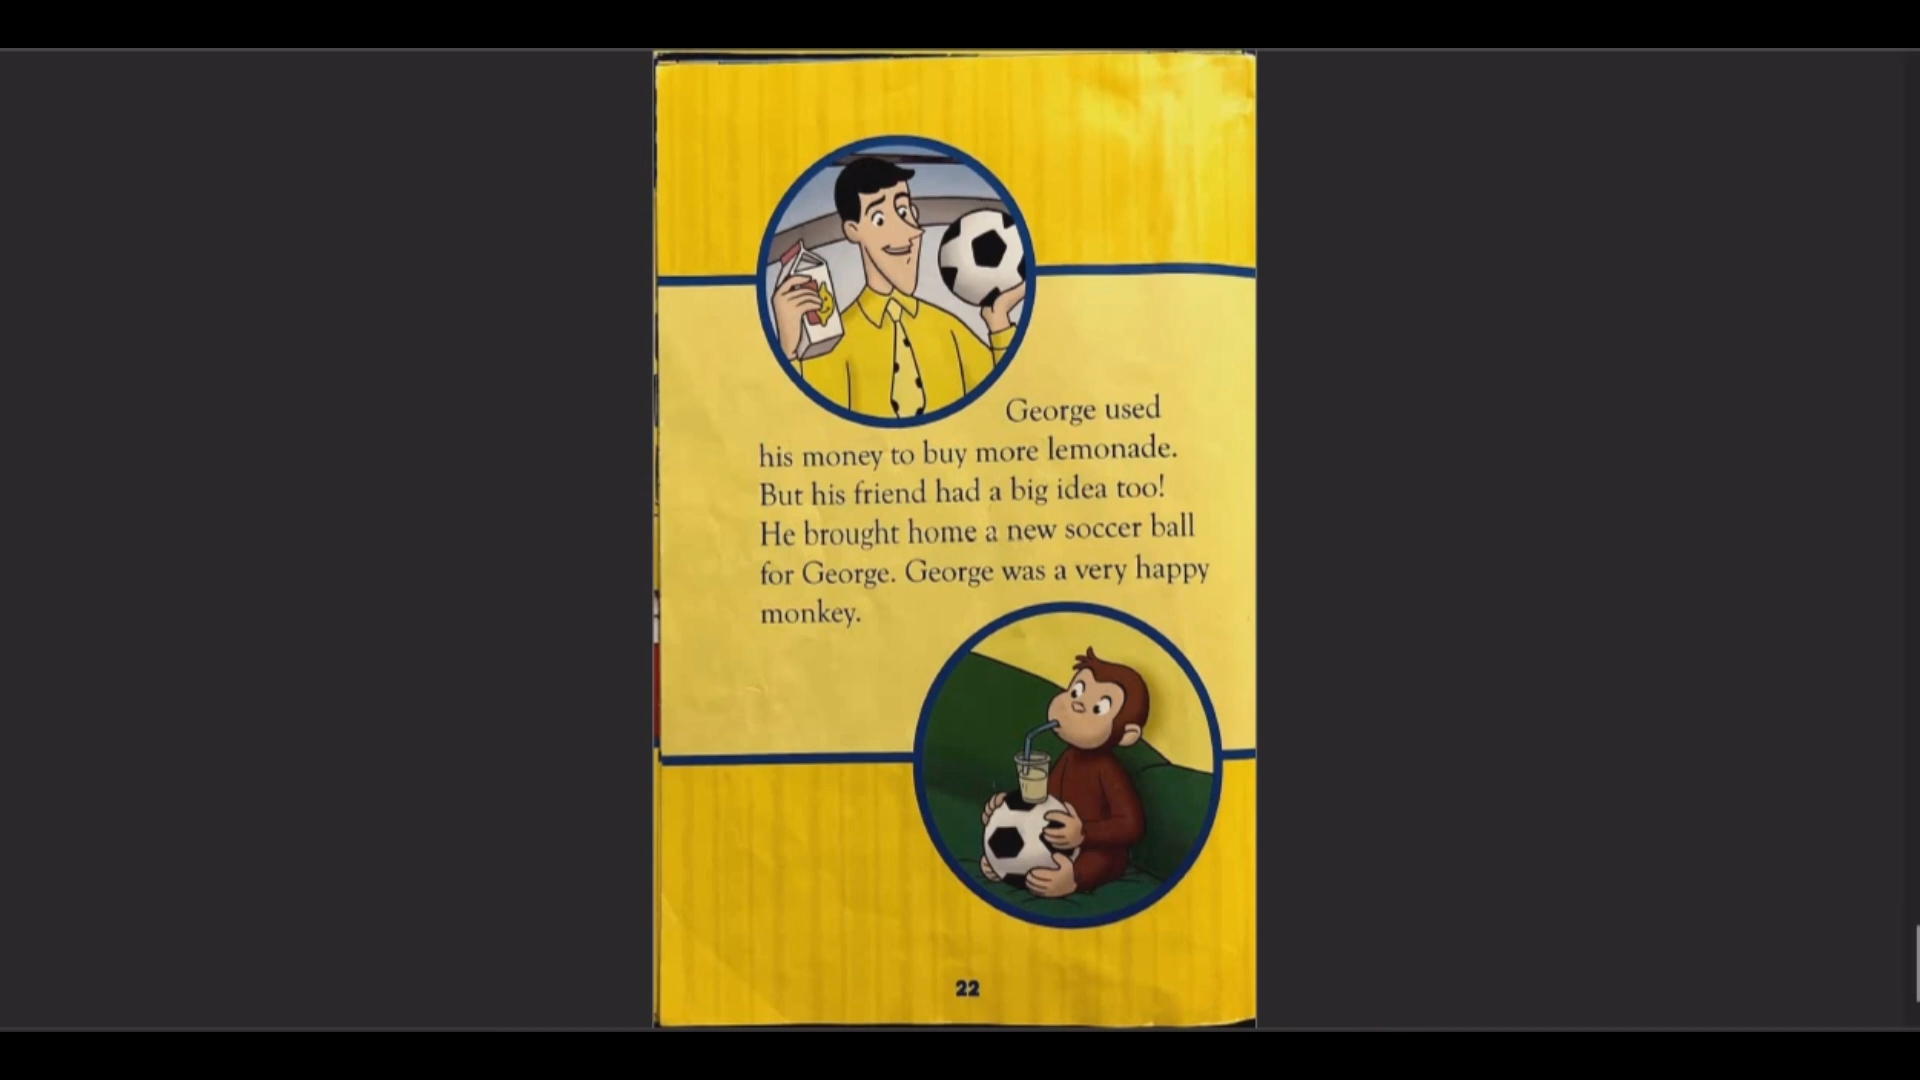 George used
his money to buy more lemonade.
But his friend had a big idea too!
He brought home a new soccer ball
for George. George was a very happy
monkey.
22